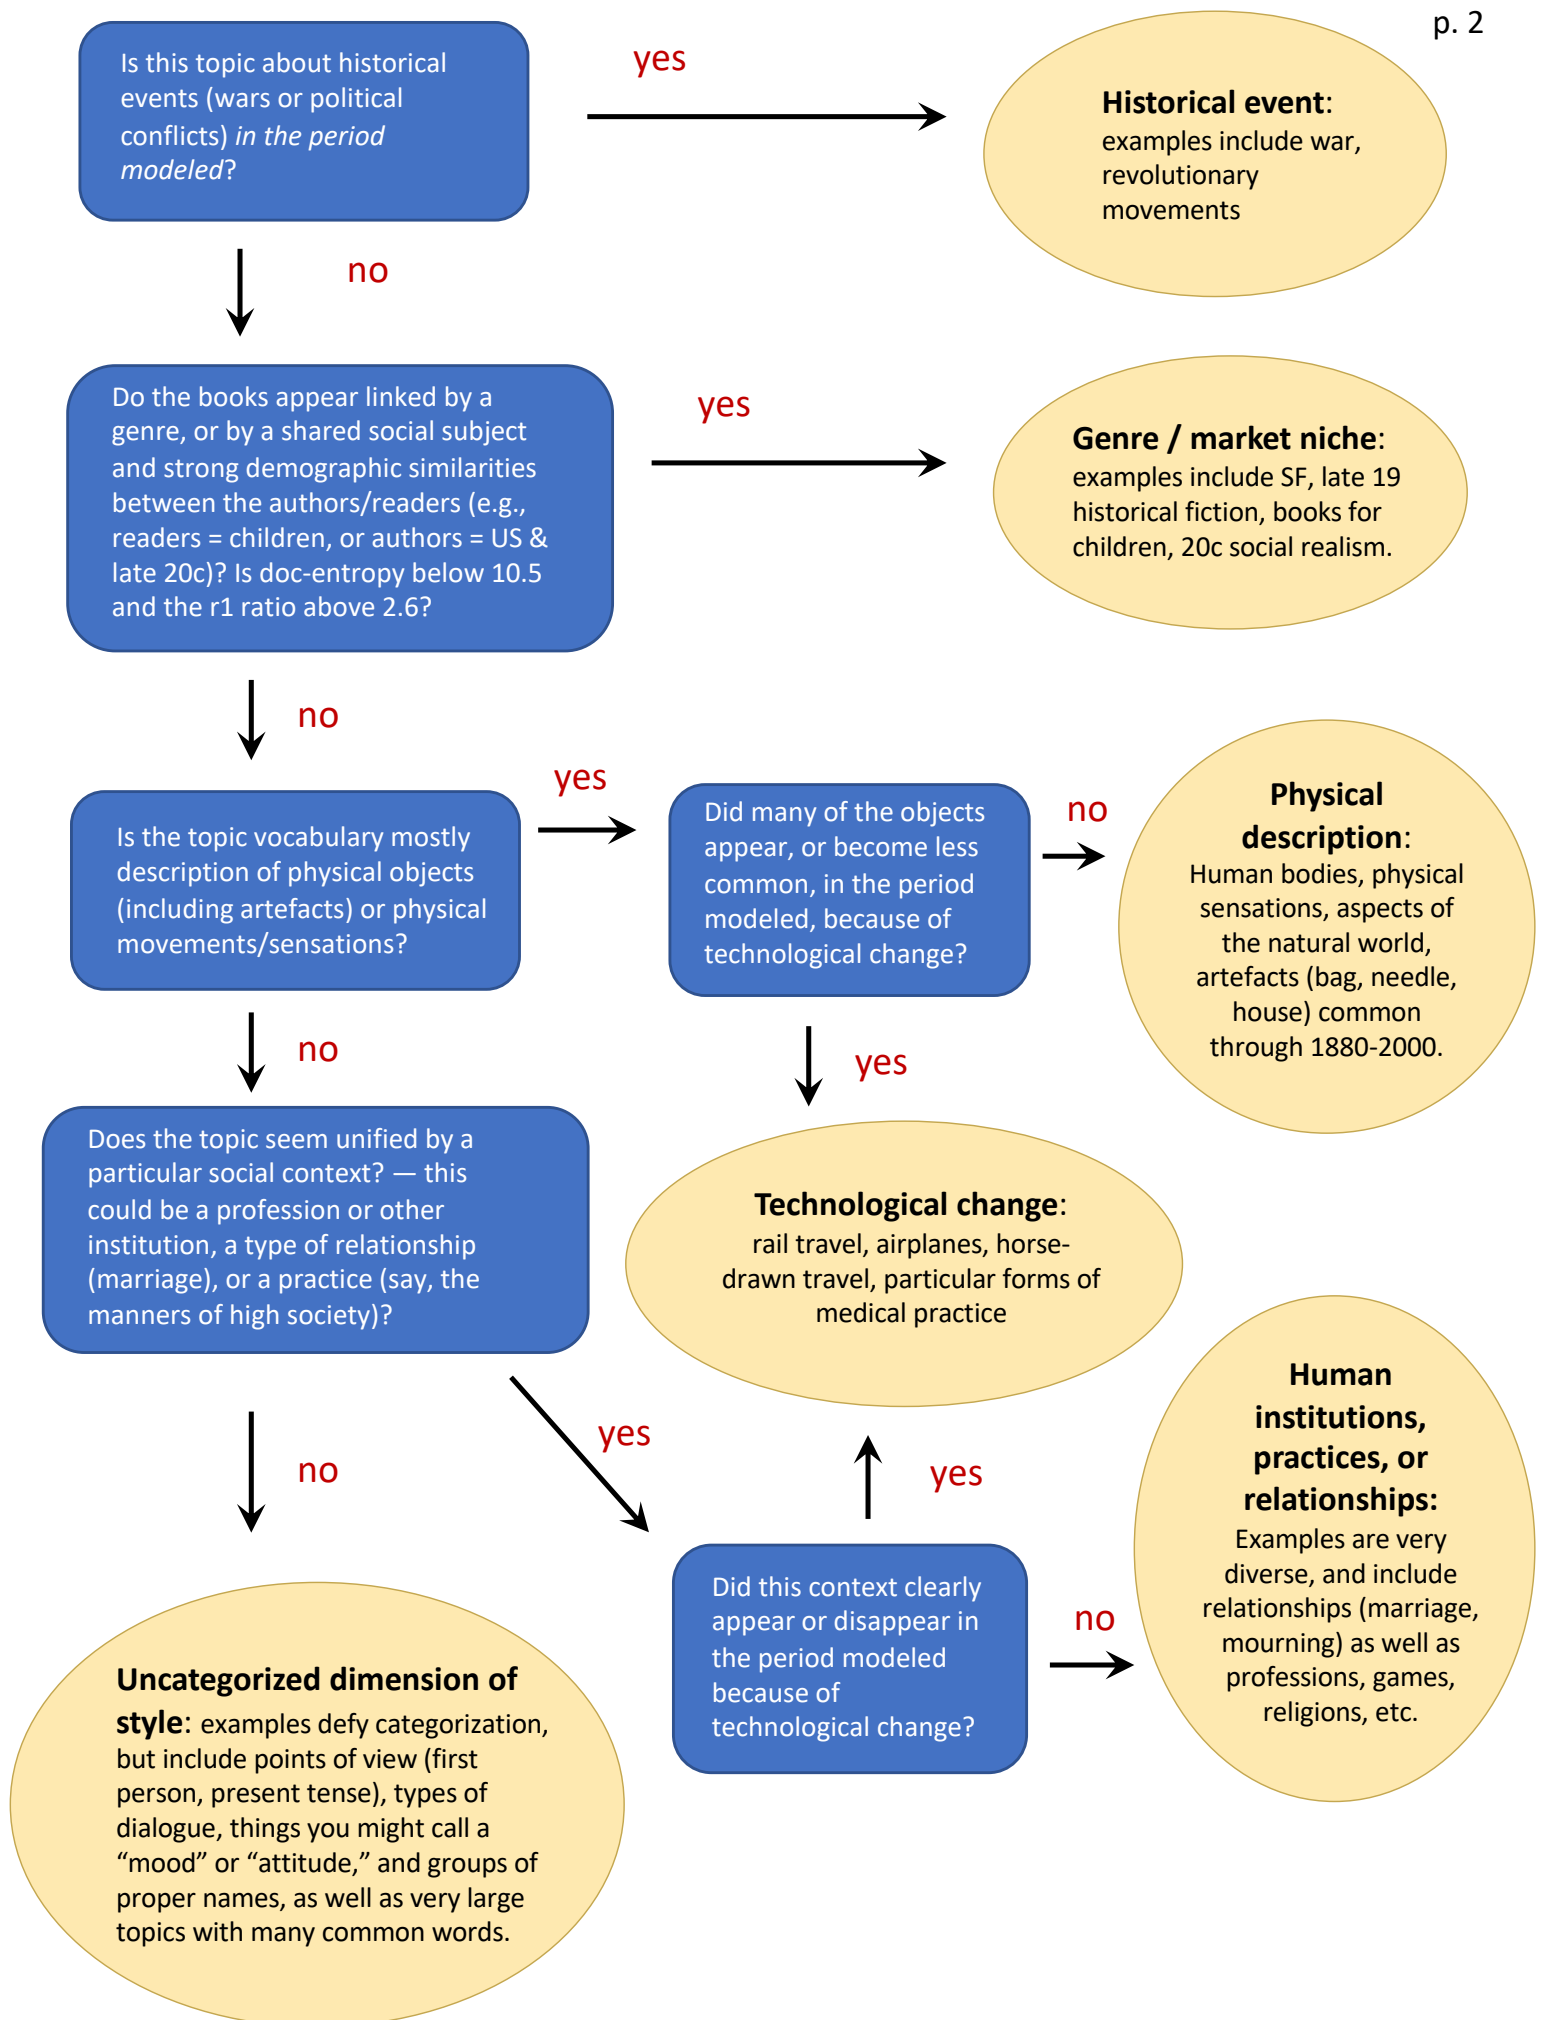 p. 2
Is this topic about historical
events (wars or political
conflicts) in the period
modeled?
yes
Historical event:
examples include war,
revolutionary
movements
no
Do the books appear linked by a
genre, or by a shared social subject
and strong demographic similarities
between the authors/readers (e.g.,
readers = children, or authors = US &
late 20c)? Is doc-entropy below 10.5
and the r1 ratio above 2.6?
yes
Genre / market niche:
examples include SF, late 19
historical fiction, books for
children, 20c social realism.
no
Is the topic vocabulary mostly
description of physical objects
(including artefacts) or physical
movements/sensations?
yes
Did many of the objects
appear, or become less
common, in the period
modeled, because of
technological change?
no
Physical
description:
Human bodies, physical
sensations, aspects of
the natural world,
artefacts (bag, needle,
house) common
through 1880-2000.
no
yes
Does the topic seem unified by a
particular social context? — this
could be a profession or other
institution, a type of relationship
(marriage), or a practice (say, the
manners of high society)?
Technological change:
rail travel, airplanes, horse-
drawn travel, particular forms of
medical practice
no
yes
yes
Did this context clearly
appear or disappear in
the period modeled
because of
technological change?
no
Human
institutions,
practices, or
relationships:
Examples are very
diverse, and include
relationships (marriage,
mourning) as well as
professions, games,
religions, etc.
Uncategorized dimension of
style: examples defy categorization,
but include points of view (first
person, present tense), types of
dialogue, things you might call a
“mood” or “attitude,” and groups of
proper names, as well as very large
topics with many common words.